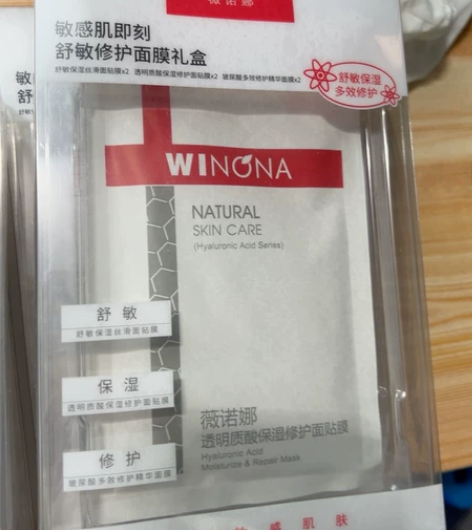 薇诺娜
敏感肌即刻
舒敏修护面膜礼盒
舒敏保湿丝滑面贴膜x2 透明质酸保湿修护面贴膜x2 玻尿酸多效修护精华面膜x2
舒敏保湿
多效修护
敏
舒
WINONA
NATURAL
SKIN CARE
(Hyaluronic Acid Series)
舒敏
舒敏保湿丝滑面贴膜
保湿
透明质酸保湿修护面贴膜
修护
玻尿酸多效修护精华面膜
薇诺娜
透明质酸保湿修护面贴膜
Hyaluronic Acid
Moisturize & Repair Mask
感肌肤